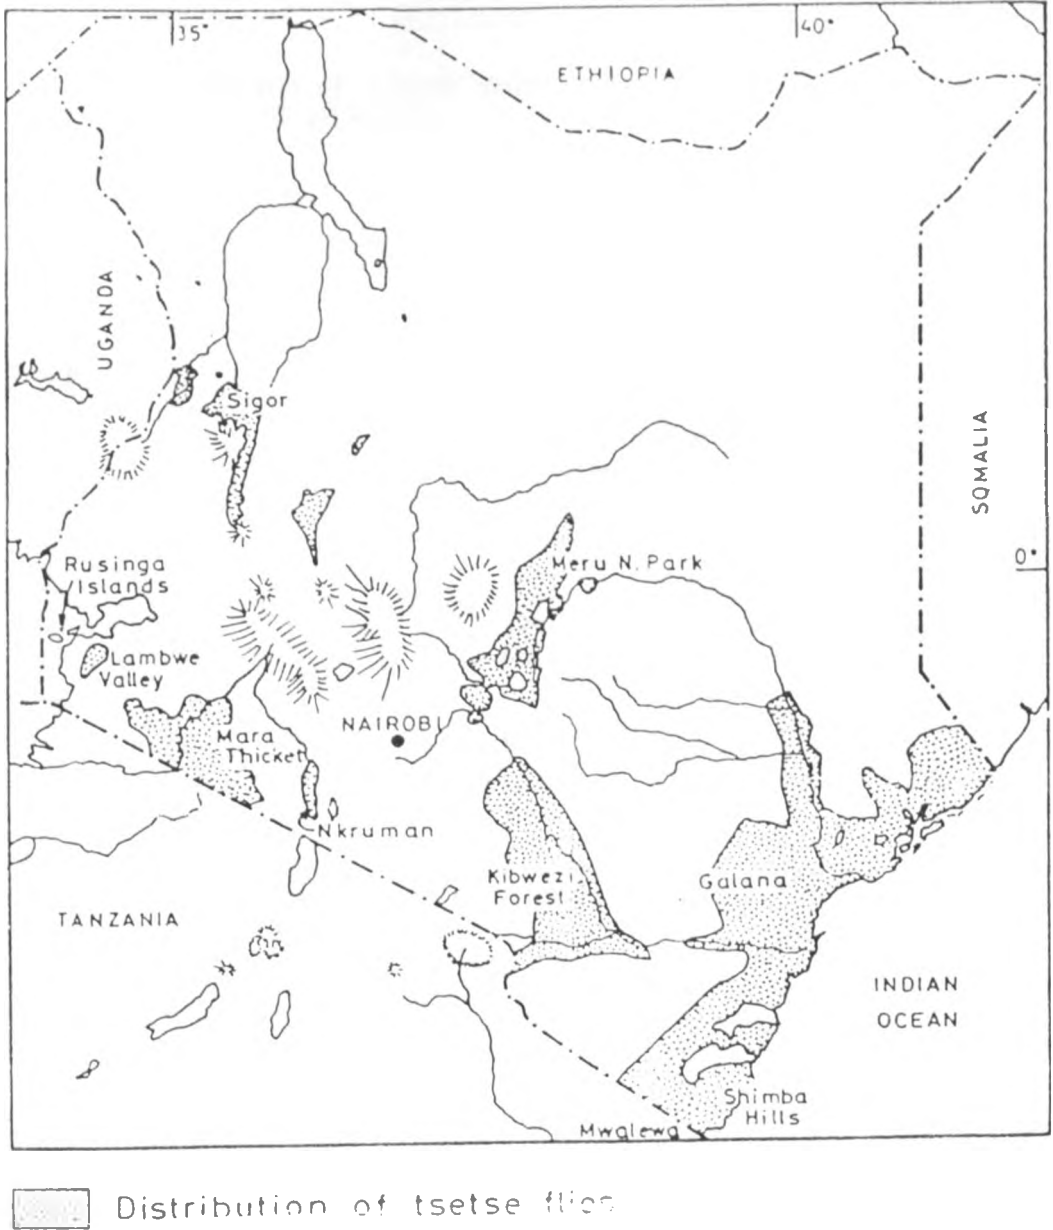 35°
40°
ETHIOPIA
UGANDA
Sigor
SOMALIA
0°
Rusinga
Islands
Meru N. Park
Lambwe
Valley
NAIROBI
Mara
Thicket
Nkruman
Kibwezi
Forest
Galana
TANZANIA
INDIAN
OCEAN
Shimba
Hills
Mwalewa
Distribution of tsetse flies